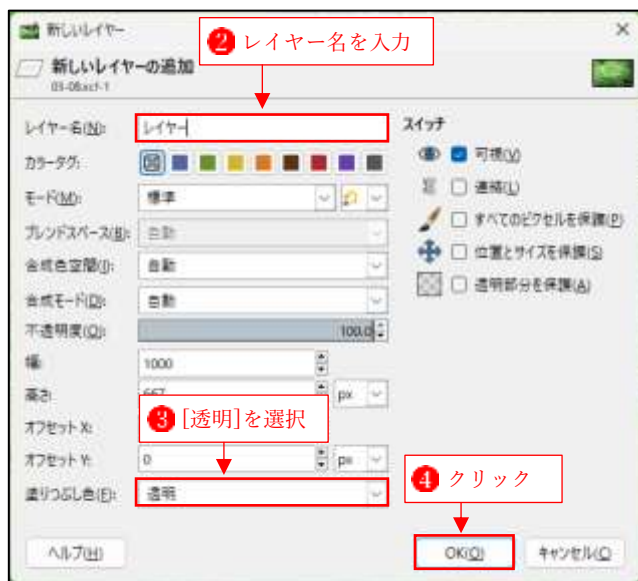 新しいレイヤー
❷ レイヤー名を入力
新しいレイヤーの追加
レイヤー名(N):
レイヤー
カラータグ:
モード(M):
標準
ブレンドスペース(B):
自動
合成色空間(I):
自動
合成モード(D):
自動
不透明度(O):
100.0
幅:
1000
高さ:
667
px
❸ [透明]を選択
オフセット X:
オフセット Y:
0
px
塗りつぶし色(F):
透明
スイッチ
可視(V)
連結(L)
すべてのピクセルを保護(P)
位置とサイズを保護(S)
透明部分を保護(A)
❹ クリック
ヘルプ(H)
OK(O)
キャンセル(C)